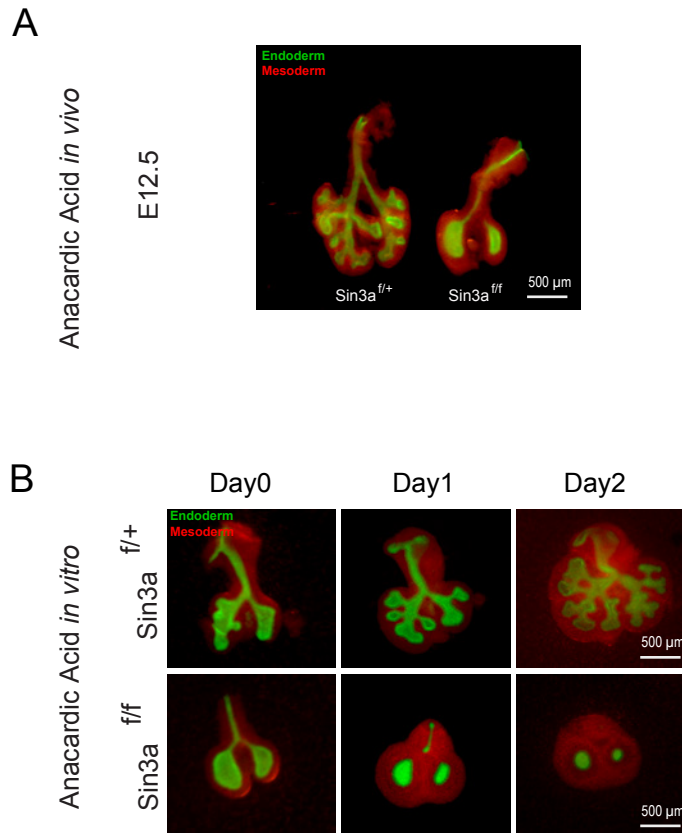 A
Anacardic Acid in vivo
E12.5
Endoderm
Mesoderm
Sin3a f/+
Sin3a f/f
500 µm
B
Anacardic Acid in vitro
Day0
Day1
Day2
Sin3a f/+
Endoderm
Mesoderm
500 µm
Sin3a f/f
500 µm